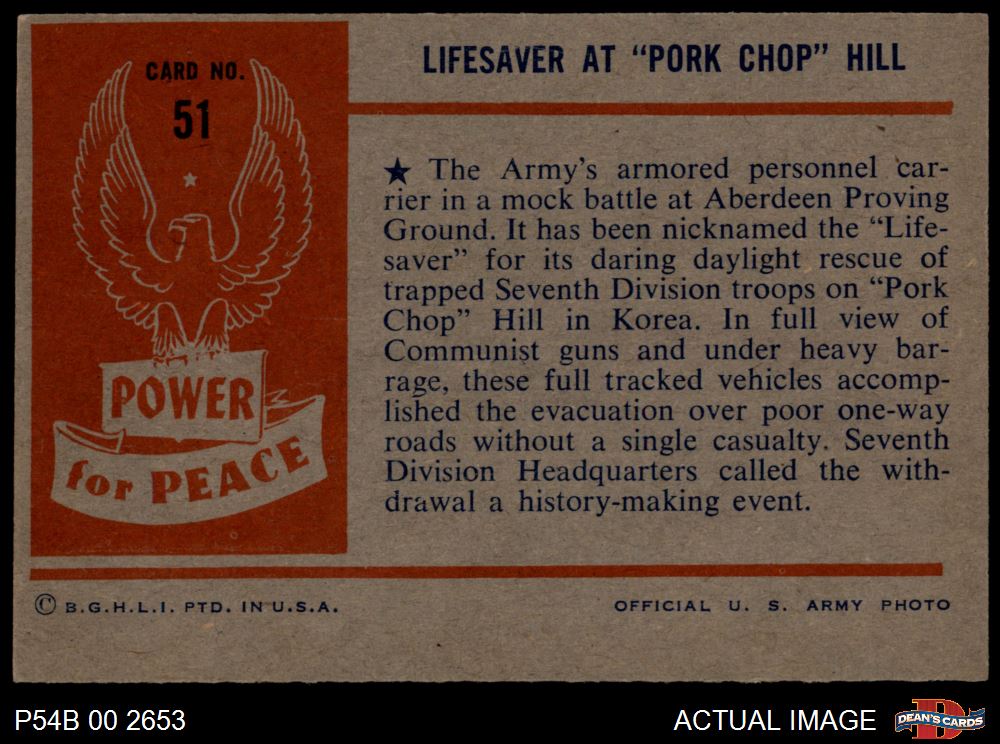 CARD NO.
51
POWER
for PEACE
LIFESAVER AT “PORK CHOP” HILL
★ The Army’s armored personnel car-
rier in a mock battle at Aberdeen Proving
Ground. It has been nicknamed the “Life-
saver” for its daring daylight rescue of
trapped Seventh Division troops on “Pork
Chop” Hill in Korea. In full view of
Communist guns and under heavy bar-
rage, these full tracked vehicles accomp-
lished the evacuation over poor one-way
roads without a single casualty. Seventh
Division Headquarters called the with-
drawal a history-making event.
© B.G.H.L.I. PTD. IN U.S.A.
OFFICIAL U. S. ARMY PHOTO
P54B 00 2653
ACTUAL IMAGE
D
DEAN'S CARDS